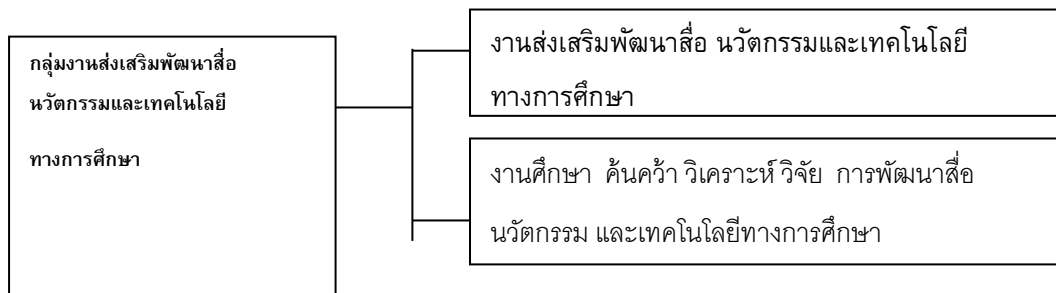 กลุ่มงานส่งเสริมพัฒนาสื่อ
นวัตกรรมและเทคโนโลยี
ทางการศึกษา
งานส่งเสริมพัฒนาสื่อ นวัตกรรมและเทคโนโลยี
ทางการศึกษา
งานศึกษา ค้นคว้า วิเคราะห์ วิจัย การพัฒนาสื่อ
นวัตกรรม และเทคโนโลยีทางการศึกษา